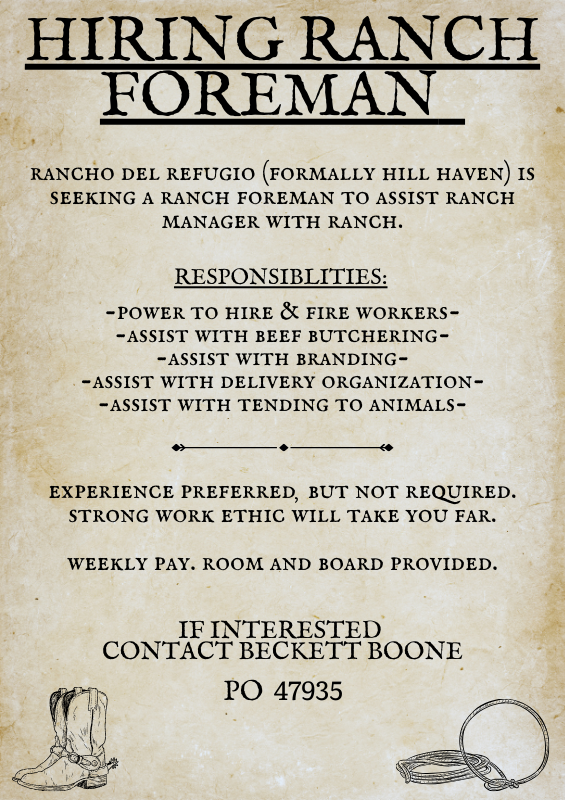 HIRING RANCH
FOREMAN
RANCHO DEL REFUGIO (FORMALLY HILL HAVEN) IS
SEEKING A RANCH FOREMAN TO ASSIST RANCH
MANAGER WITH RANCH.
RESPONSIBLITIES:
-POWER TO HIRE & FIRE WORKERS-
-ASSIST WITH BEEF BUTCHERING-
-ASSIST WITH BRANDING-
-ASSIST WITH DELIVERY ORGANIZATION-
-ASSIST WITH TENDING TO ANIMALS-
EXPERIENCE PREFERRED, BUT NOT REQUIRED.
STRONG WORK ETHIC WILL TAKE YOU FAR.
WEEKLY PAY. ROOM AND BOARD PROVIDED.
IF INTERESTED
CONTACT BECKETT BOONE
PO 47935